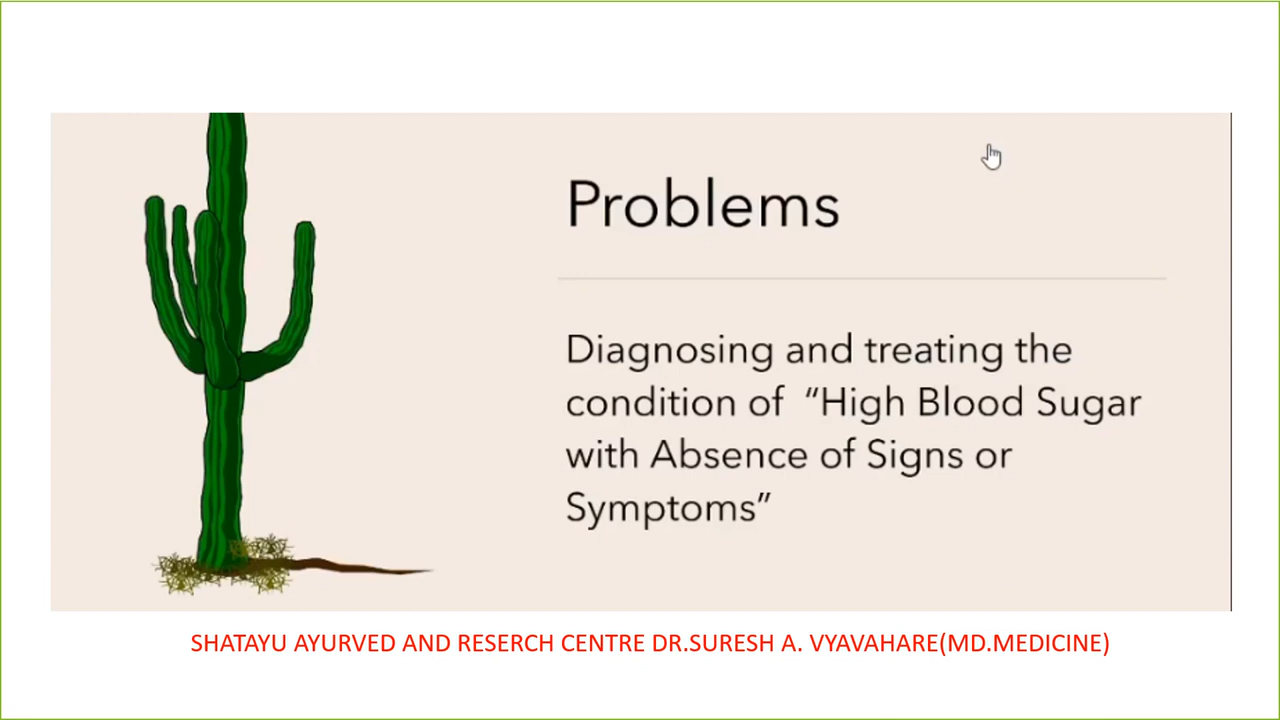 Problems
Diagnosing and treating the
condition of “High Blood Sugar
with Absence of Signs or
Symptoms”
SHATAYU AYURVED AND RESERCH CENTRE DR.SURESH A. VYAVAHARE(MD.MEDICINE)